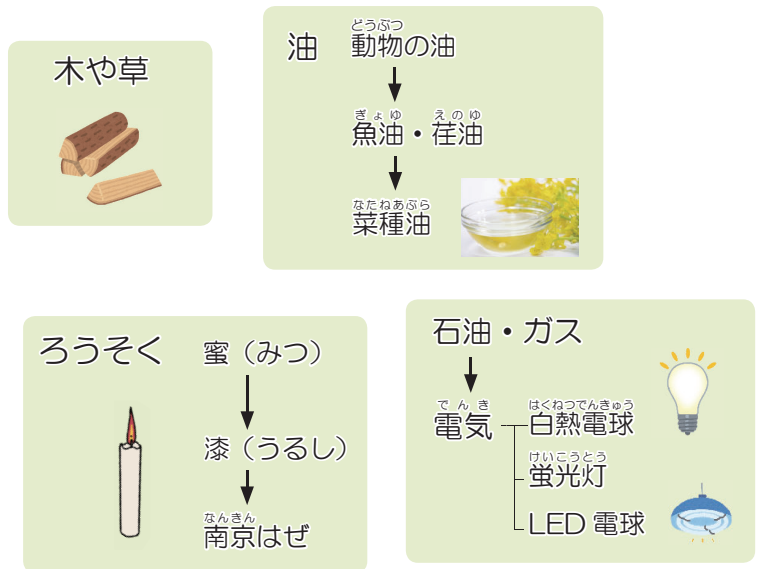 木や草
どうぶつ
油 動物の油
ぎょゆ えのゆ
魚油・荏油
なたねあぶら
菜種油
ろうそく 蜜（みつ）
漆（うるし）
なんきん
南京はぜ
石油・ガス
でんき はくねつでんきゅう
電気 白熱電球
けいこうとう
蛍光灯
LED 電球